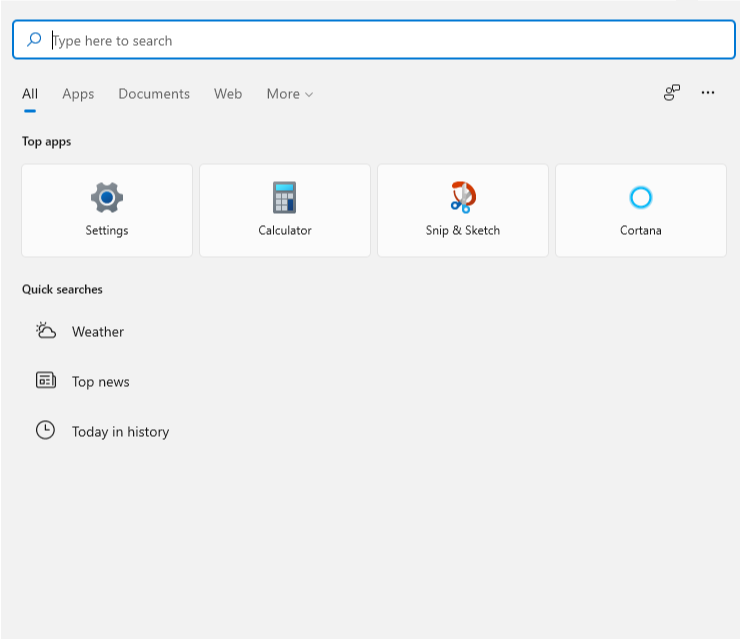 Type here to search
All Apps Documents Web More
Top apps
Settings Calculator Snip & Sketch Cortana
Quick searches
Weather
Top news
Today in history